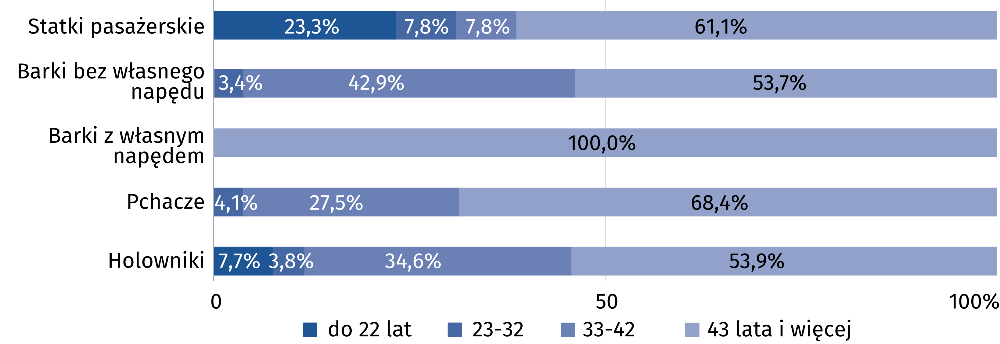 Statki pasażerskie 23,3% 7,8% 7,8% 61,1%
Barki bez własnego
napędu 3,4% 42,9% 53,7%
Barki z własnym
napędem 100,0%
Pchacze 4,1% 27,5% 68,4%
Holowniki 7,7% 3,8% 34,6% 53,9%
0 50 100%
do 22 lat 23-32 33-42 43 lata i więcej